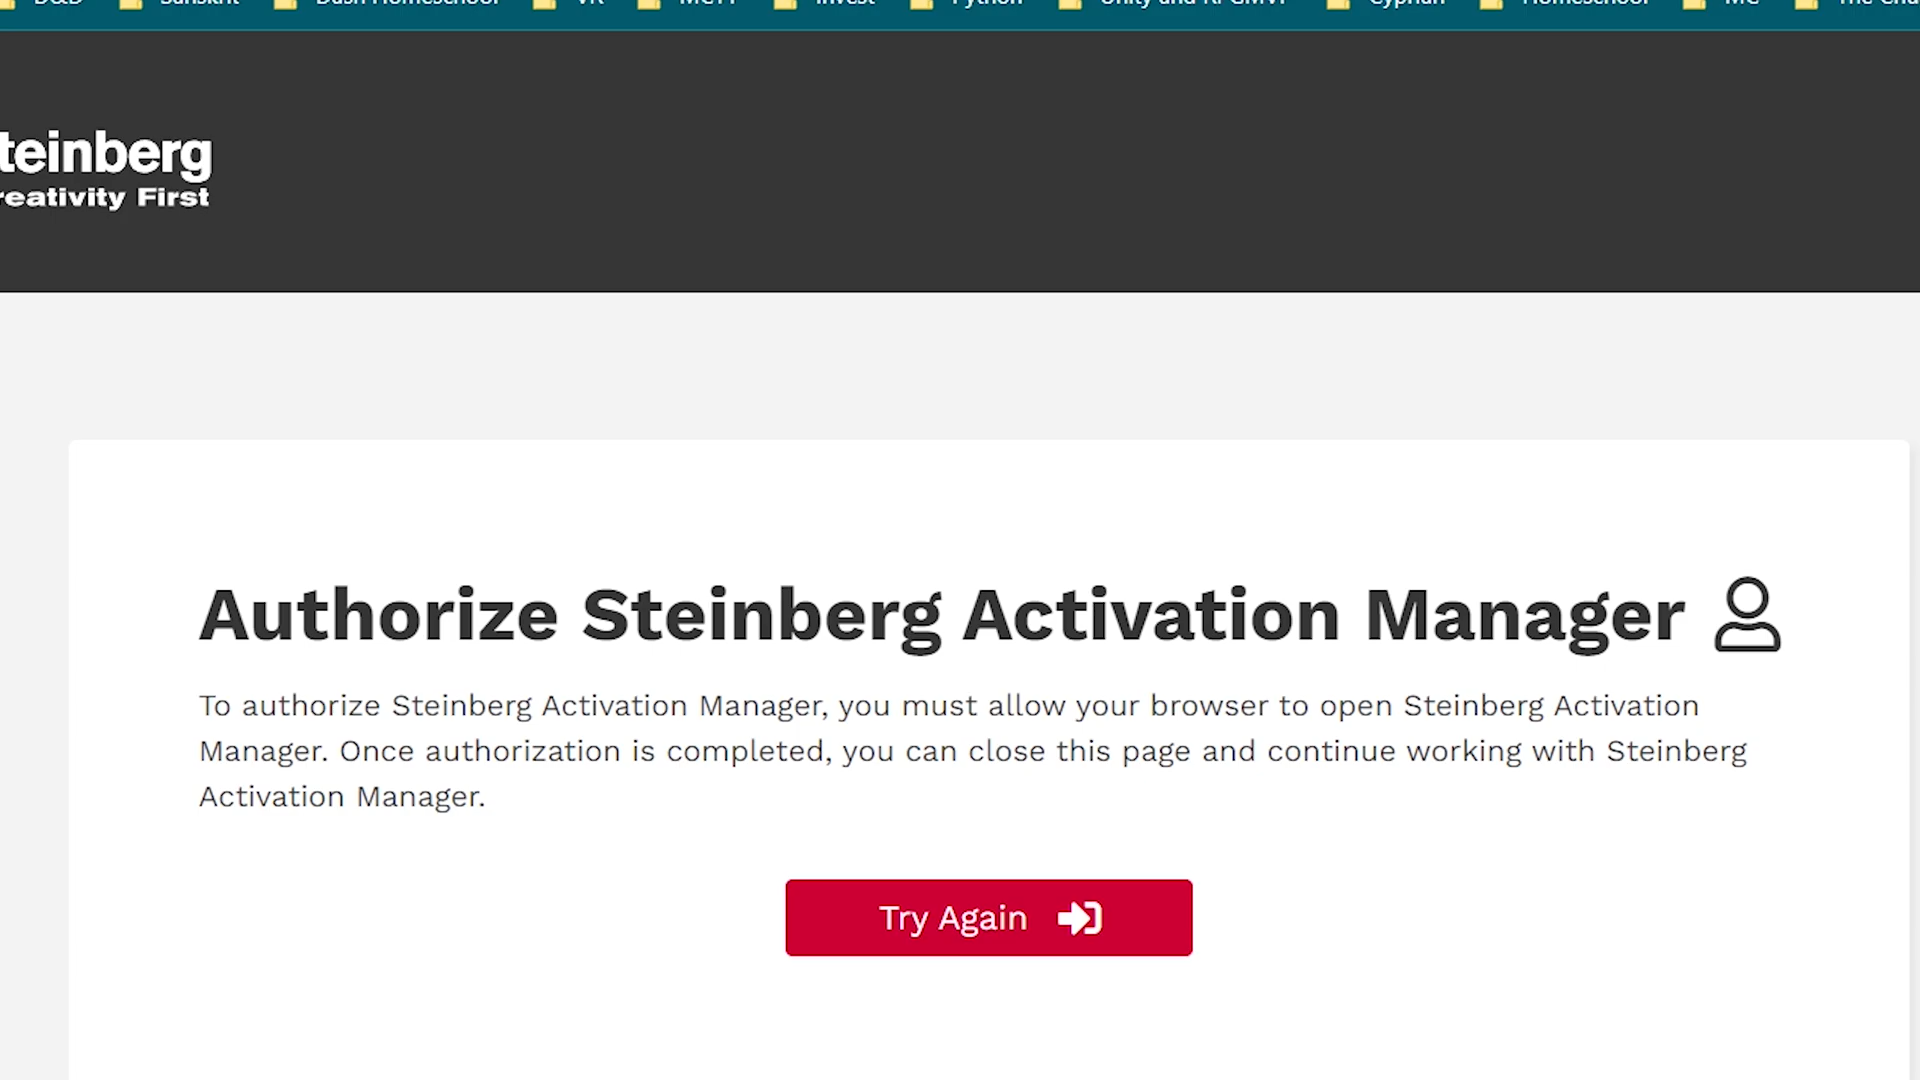 teinberg
reativity First
Authorize Steinberg Activation Manager
To authorize Steinberg Activation Manager, you must allow your browser to open Steinberg Activation
Manager. Once authorization is completed, you can close this page and continue working with Steinberg
Activation Manager.
Try Again